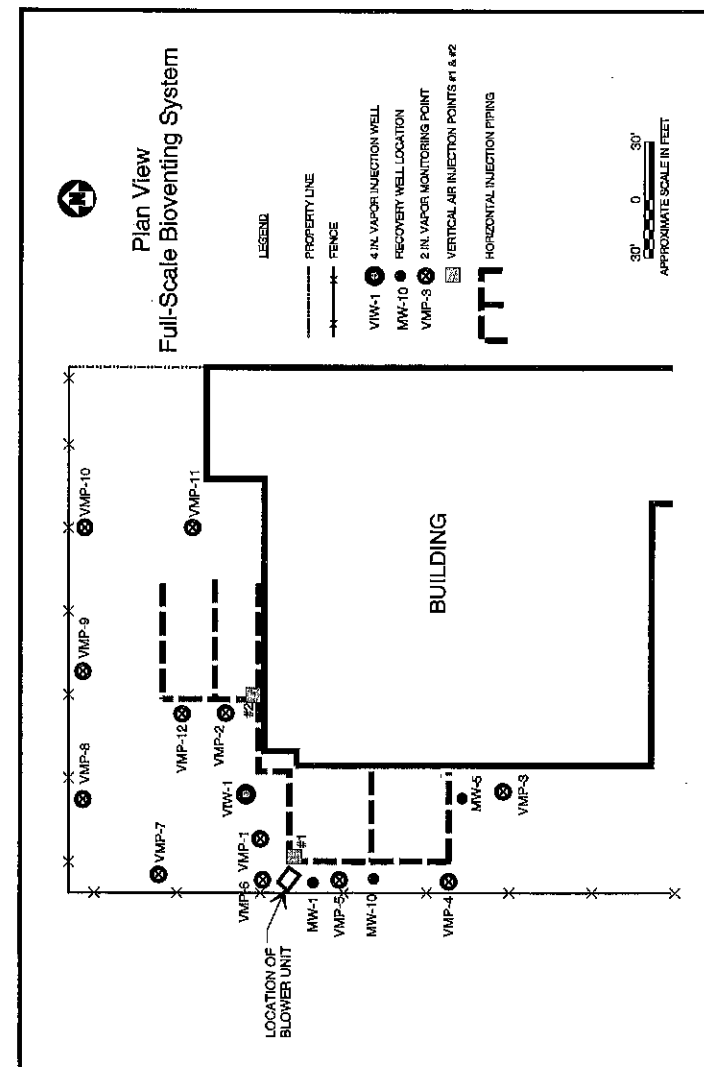 N
Plan View
Full-Scale Bioventing System
LEGEND
PROPERTY LINE
FENCE
VIW-1 4 IN. VAPOR INJECTION WELL
MW-10 RECOVERY WELL LOCATION
VMP-3 2 IN. VAPOR MONITORING POINT
VERTICAL AIR INJECTION POINTS #1 & #2
HORIZONTAL INJECTION PIPING
30' 0 30'
APPROXIMATE SCALE IN FEET
VMP-7
VMP-8
VMP-9
VMP-10
VMP-11
VMP-12
VMP-2
#2
VIW-1
VMP-1
VMP-6
#1
LOCATION OF
BLOWER UNIT
MW-1
VMP-5
MW-10
VMP-4
MW-5
VMP-3
BUILDING